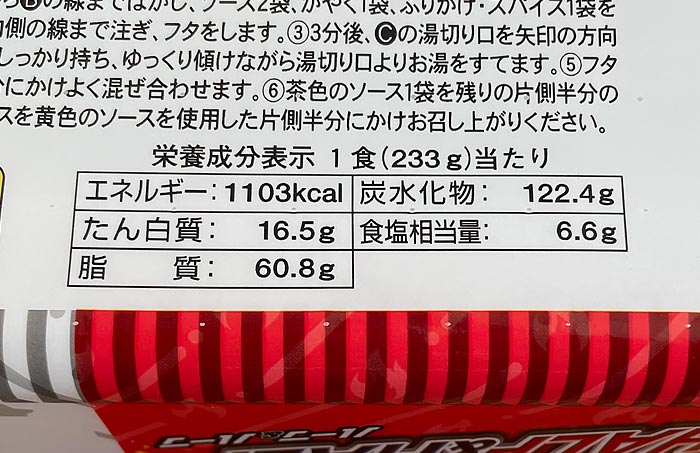 Bの線まではがし、ソース2袋、かやく1袋、ふりかけ・スパイス1袋を
側の線まで注ぎ、フタをします。③3分後、Cの湯切り口を矢印の方向
しっかり持ち、ゆっくり傾けながら湯切り口よりお湯をすてます。⑤フタ
にかけよく混ぜ合わせます。⑥茶色のソース1袋を残りの片側半分の
スを黄色のソースを使用した片側半分にかけお召し上がりください。
栄養成分表示 1食(233g)当たり
エネルギー：1103kcal 炭水化物： 122.4g
たん白質： 16.5g 食塩相当量： 6.6g
脂 質： 60.8g